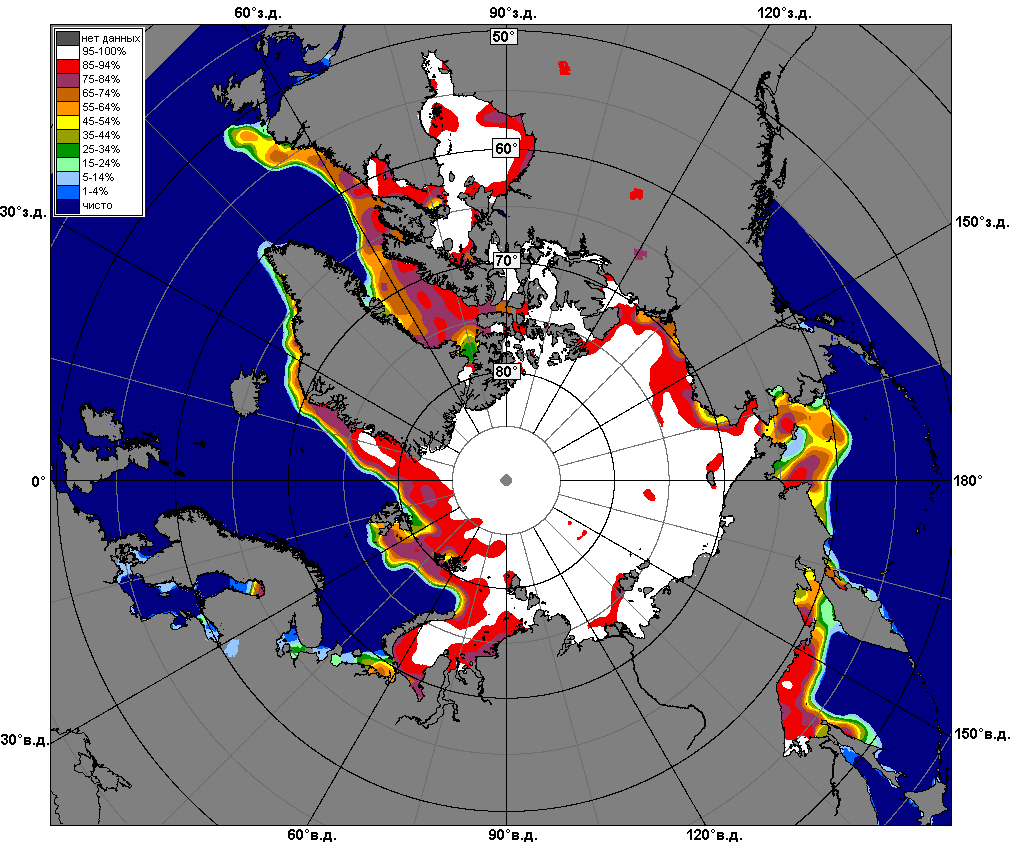 60°з.д.
90°з.д.
120°з.д.
50°
нет данных
95-100%
85-94%
75-84%
65-74%
55-64%
45-54%
35-44%
25-34%
15-24%
5-14%
1-4%
чисто
60°
30°з.д.
150°з.д.
70°
80°
0°
180°
30°в.д.
150°в.д.
60°в.д.
90°в.д.
120°в.д.